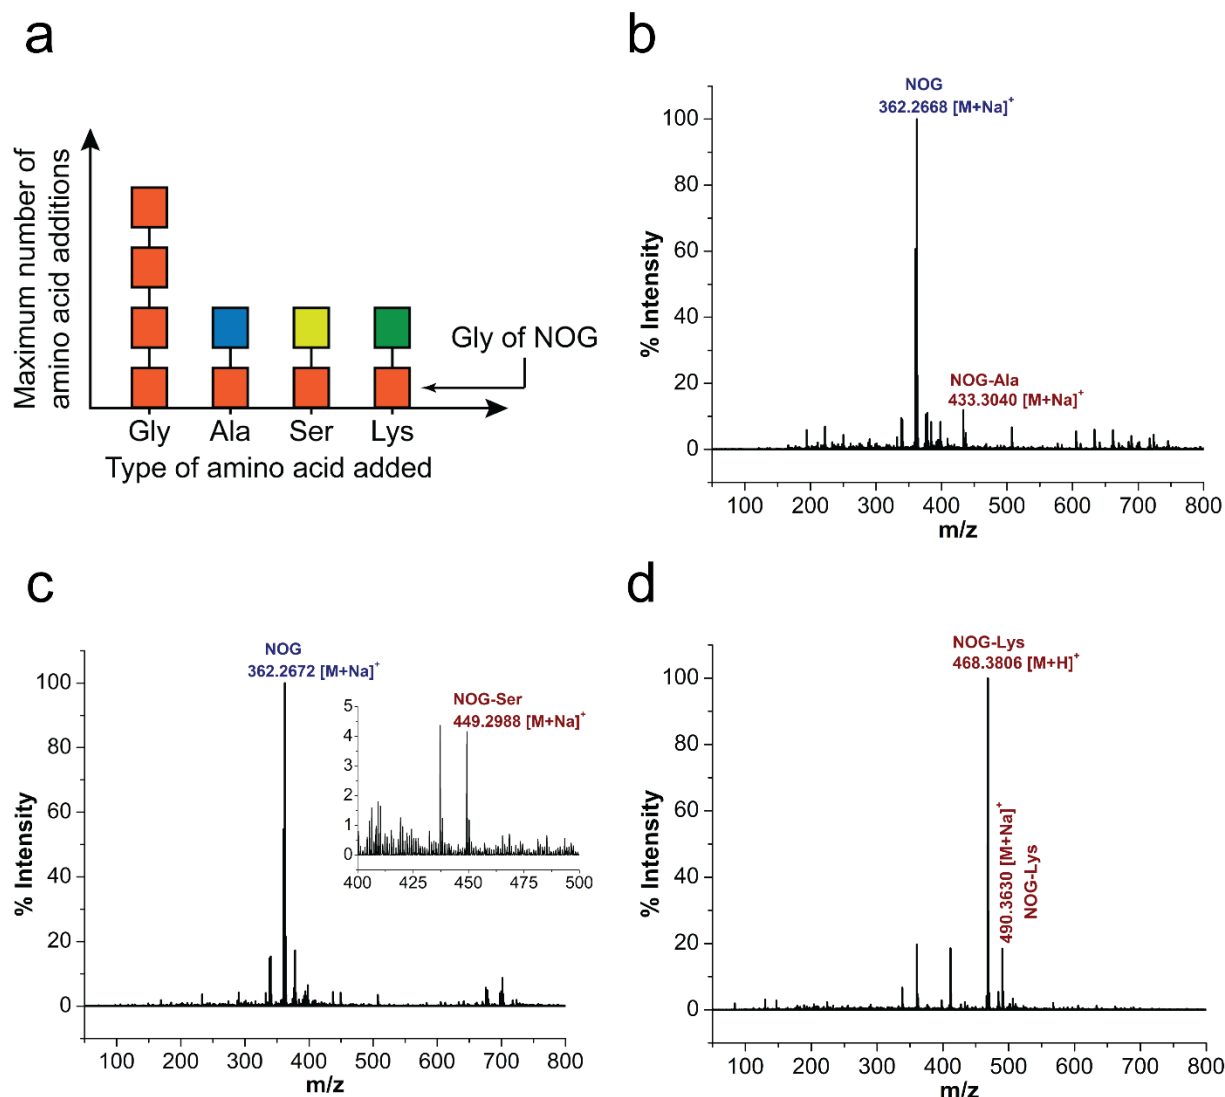 a
Maximum number of
amino acid additions
Gly of NOG
Gly Ala Ser Lys
Type of amino acid added
b
NOG
362.2668 [M+Na]⁺
NOG-Ala
433.3040 [M+Na]⁺
% Intensity
100
80
60
40
20
0
100 200 300 400 500 600 700 800
m/z
c
NOG
362.2672 [M+Na]⁺
NOG-Ser
449.2988 [M+Na]⁺
5
4
3
2
1
0
400 425 450 475 500
% Intensity
100
80
60
40
20
0
100 200 300 400 500 600 700 800
m/z
d
NOG-Lys
468.3806 [M+H]⁺
490.3630 [M+Na]⁺
NOG-Lys
% Intensity
100
80
60
40
20
0
100 200 300 400 500 600 700 800
m/z